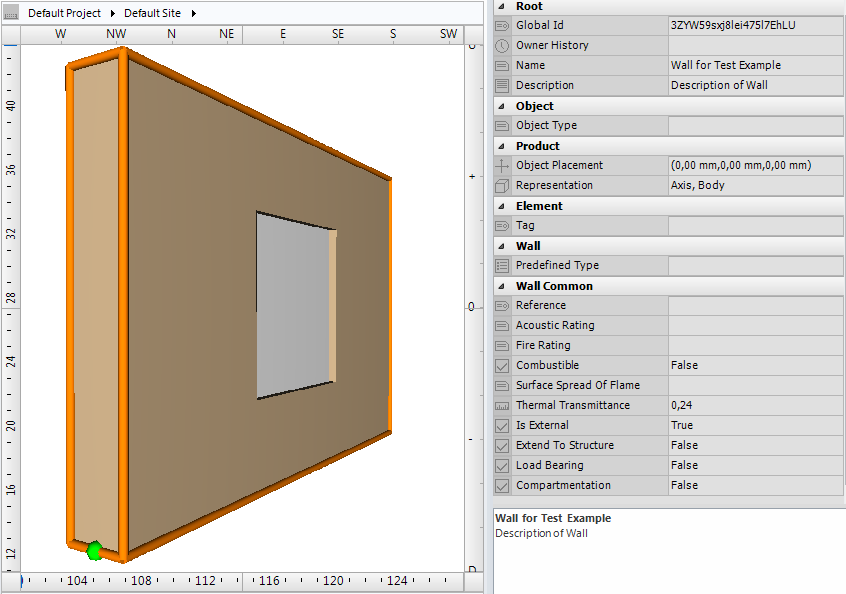 Default Project ▸ Default Site ▸
W NW N NE E SE S SW
40
36
32
28
24
20
16
12
+
0
-
D
104 108 112 116 120 124
Root
Global Id 3ZYW59sxj8lei475l7EhLU
Owner History
Name Wall for Test Example
Description Description of Wall
Object
Object Type
Product
Object Placement (0,00 mm,0,00 mm,0,00 mm)
Representation Axis, Body
Element
Tag
Wall
Predefined Type
Wall Common
Reference
Acoustic Rating
Fire Rating
Combustible False
Surface Spread Of Flame
Thermal Transmittance 0,24
Is External True
Extend To Structure False
Load Bearing False
Compartmentation False
Wall for Test Example
Description of Wall